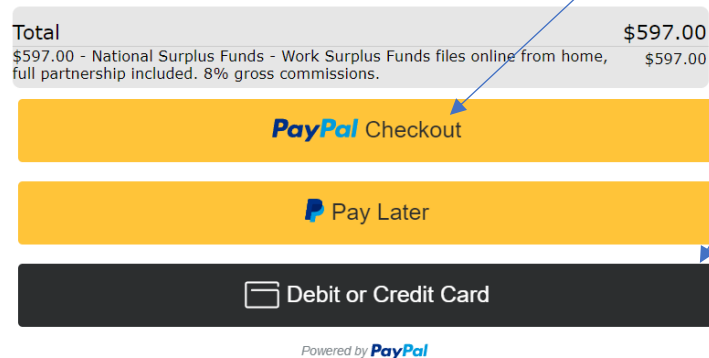 Total $597.00
$597.00 - National Surplus Funds - Work Surplus Funds files online from home, $597.00
full partnership included. 8% gross commissions.
PayPal Checkout
Pay Later
Debit or Credit Card
Powered by PayPal